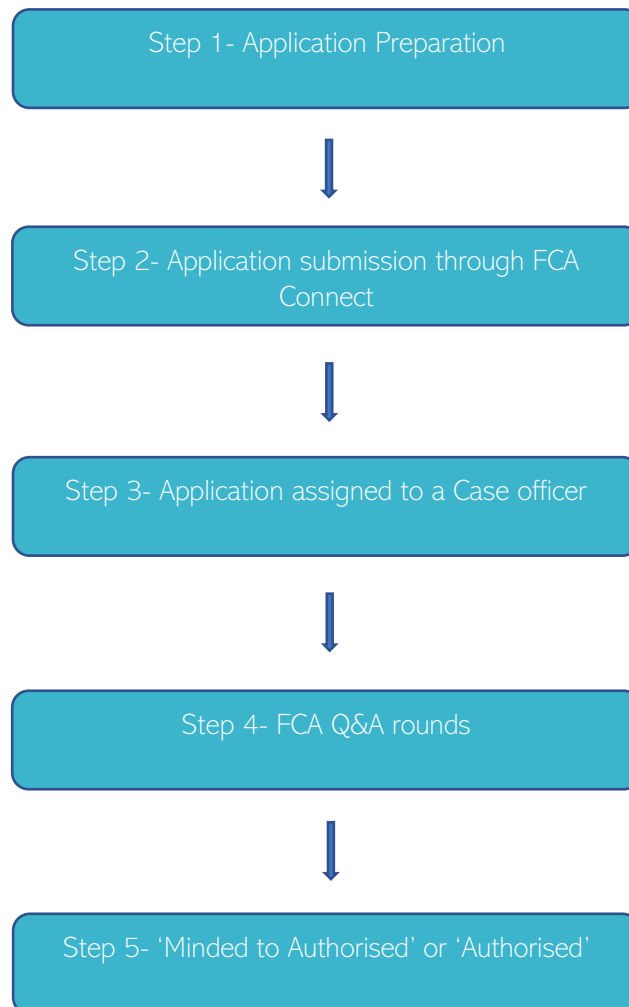 Step 1- Application Preparation
Step 2- Application submission through FCA
Connect
Step 3- Application assigned to a Case officer
Step 4- FCA Q&A rounds
Step 5- ‘Minded to Authorised’ or ‘Authorised’